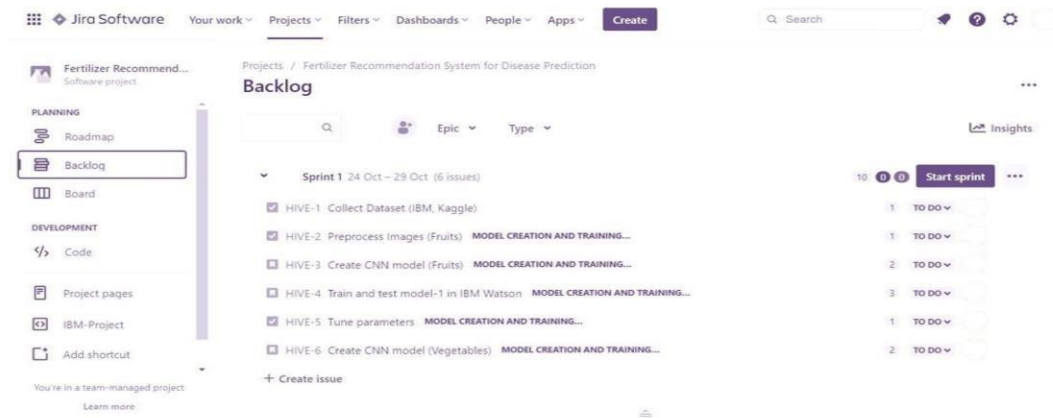 Jira Software Your work Projects Filters Dashboards People Apps Create Search
Fertilizer Recommend...
Software project
PLANNING
Roadmap
Backlog
Board
DEVELOPMENT
Code
Project pages
IBM-Project
Add shortcut
You're in a team-managed project
Learn more
Projects / Fertilizer Recommendation System for Disease Prediction
Backlog
Epic Type Insights
Sprint 1 24 Oct – 29 Oct (6 issues) 10 0 0 Start sprint
HIVE-1 Collect Dataset (IBM, Kaggle) 1 TO DO
HIVE-2 Preprocess Images (Fruits) MODEL CREATION AND TRAINING... 1 TO DO
HIVE-3 Create CNN model (Fruits) MODEL CREATION AND TRAINING... 2 TO DO
HIVE-4 Train and test model-1 in IBM Watson MODEL CREATION AND TRAINING... 3 TO DO
HIVE-5 Tune parameters MODEL CREATION AND TRAINING... 1 TO DO
HIVE-6 Create CNN model (Vegetables) MODEL CREATION AND TRAINING... 2 TO DO
+ Create issue